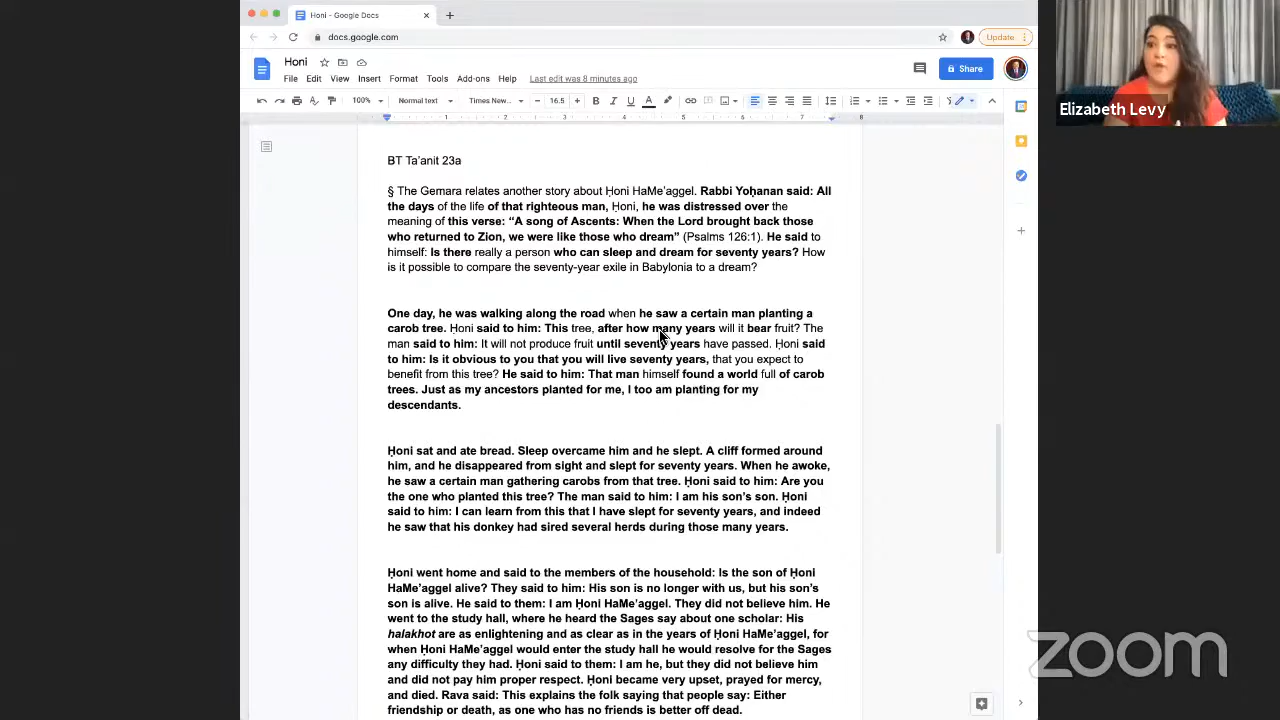 Honi - Google Docs
docs.google.com
Update
Honi
File Edit View Insert Format Tools Add-ons Help Last edit was 8 minutes ago
Share
100% Normal text Times New... 16.5 B I U A
1 2 3 4 5 6 7 8
Elizabeth Levy
BT Ta'anit 23a
§ The Gemara relates another story about Ḥoni HaMe'aggel. Rabbi Yoḥanan said: All
the days of the life of that righteous man, Ḥoni, he was distressed over the
meaning of this verse: “A song of Ascents: When the Lord brought back those
who returned to Zion, we were like those who dream” (Psalms 126:1). He said to
himself: Is there really a person who can sleep and dream for seventy years? How
is it possible to compare the seventy-year exile in Babylonia to a dream?
One day, he was walking along the road when he saw a certain man planting a
carob tree. Ḥoni said to him: This tree, after how many years will it bear fruit? The
man said to him: It will not produce fruit until seventy years have passed. Ḥoni said
to him: Is it obvious to you that you will live seventy years, that you expect to
benefit from this tree? He said to him: That man himself found a world full of carob
trees. Just as my ancestors planted for me, I too am planting for my
descendants.
Ḥoni sat and ate bread. Sleep overcame him and he slept. A cliff formed around
him, and he disappeared from sight and slept for seventy years. When he awoke,
he saw a certain man gathering carobs from that tree. Ḥoni said to him: Are you
the one who planted this tree? The man said to him: I am his son's son. Ḥoni
said to him: I can learn from this that I have slept for seventy years, and indeed
he saw that his donkey had sired several herds during those many years.
Ḥoni went home and said to the members of the household: Is the son of Ḥoni
HaMe'aggel alive? They said to him: His son is no longer with us, but his son's
son is alive. He said to them: I am Ḥoni HaMe'aggel. They did not believe him. He
went to the study hall, where he heard the Sages say about one scholar: His
halakhot are as enlightening and as clear as in the years of Ḥoni HaMe'aggel, for
when Ḥoni HaMe'aggel would enter the study hall he would resolve for the Sages
any difficulty they had. Ḥoni said to them: I am he, but they did not believe him
and did not pay him proper respect. Ḥoni became very upset, prayed for mercy,
and died. Rava said: This explains the folk saying that people say: Either
friendship or death, as one who has no friends is better off dead.
zoom